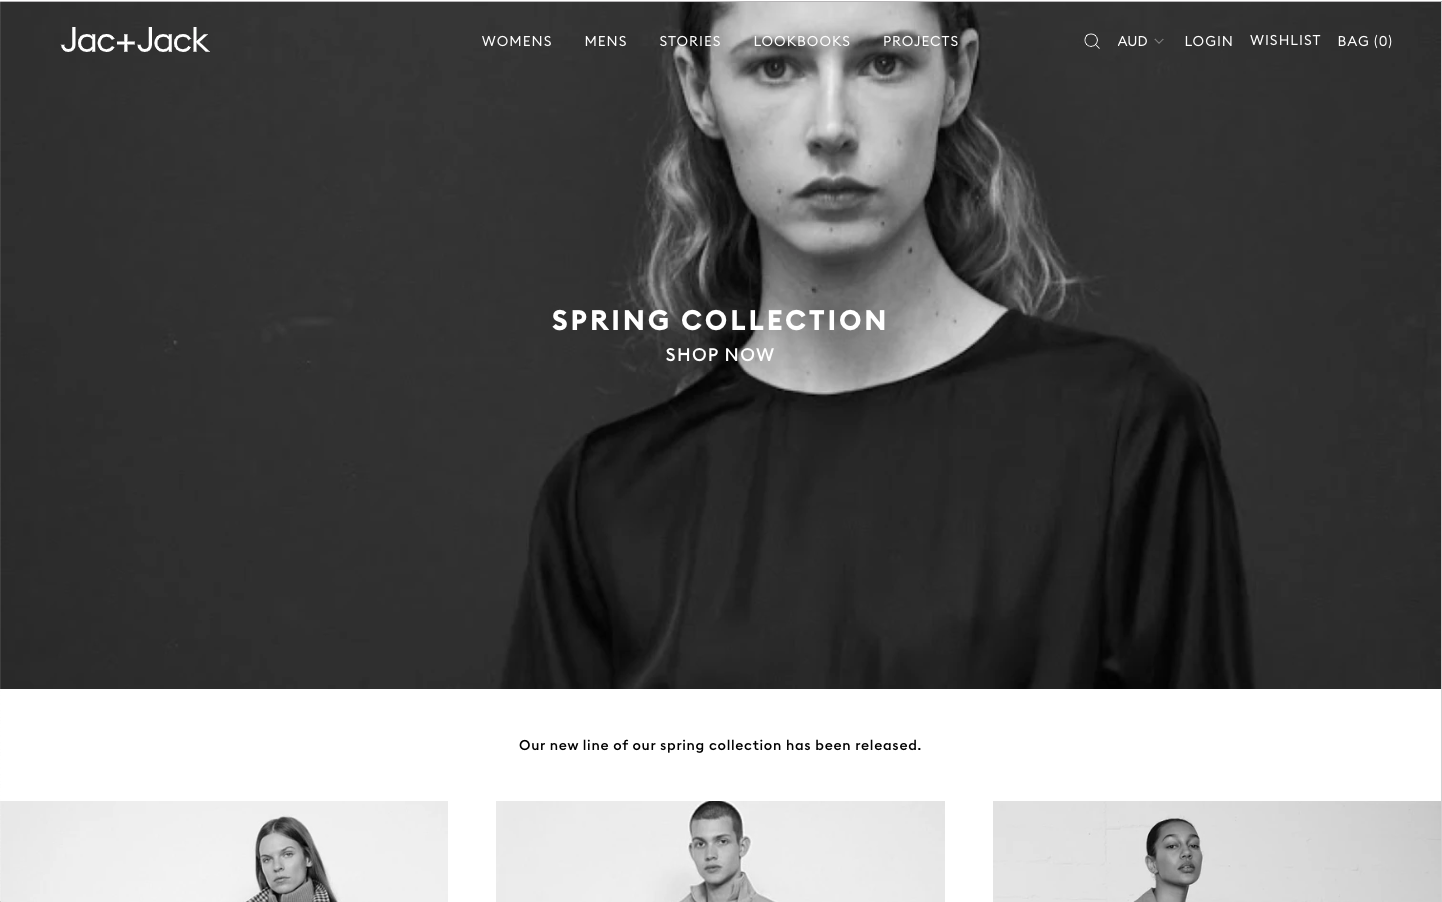 Jac+Jack
WOMENS MENS STORIES LOOKBOOKS PROJECTS
AUD LOGIN WISHLIST BAG (0)
SPRING COLLECTION
SHOP NOW
Our new line of our spring collection has been released.